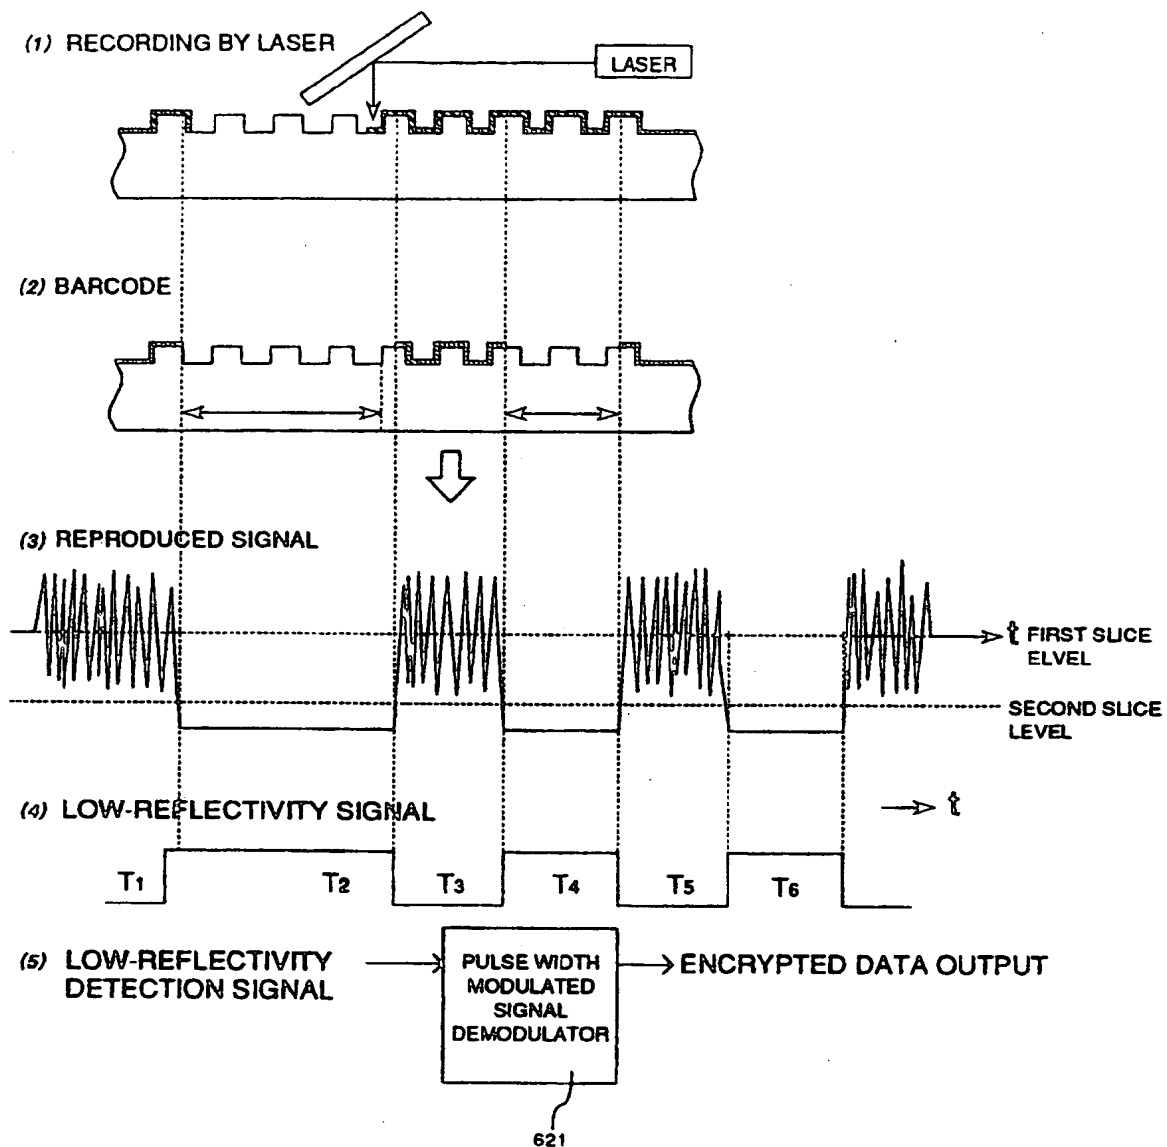 (1) RECORDING BY LASER
LASER
(2) BARCODE
(3) REPRODUCED SIGNAL
t FIRST SLICE
ELVEL
SECOND SLICE
LEVEL
(4) LOW-REFLECTIVITY SIGNAL
t
T1 T2 T3 T4 T5 T6
(5) LOW-REFLECTIVITY
DETECTION SIGNAL
PULSE WIDTH
MODULATED
SIGNAL
DEMODULATOR
ENCRYPTED DATA OUTPUT
621